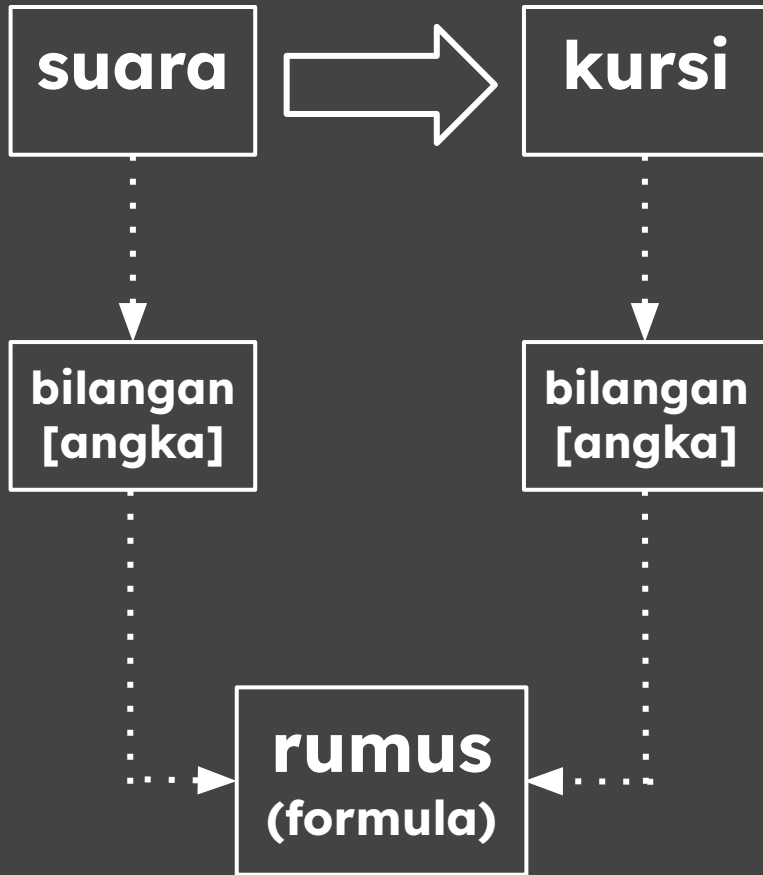 suara
kursi
bilangan
[angka]
bilangan
[angka]
rumus
(formula)